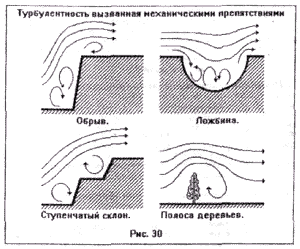 Турбулентность вызванная механическими препятствиями
Обрыв.
Ложбина.
Ступенчатый склон.
Полоса деревьев.
Рис. 30